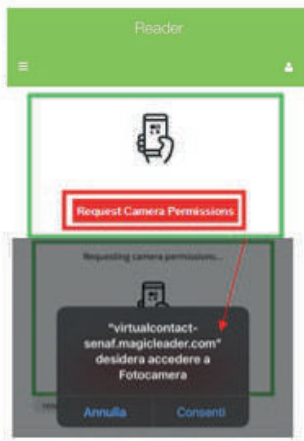 Reader
Request Camera Permissions
Requesting camera permissions...
"virtualcontact-
senaf.magicleader.com"
desidera accedere a
Fotocamera
Annulla
Consenti